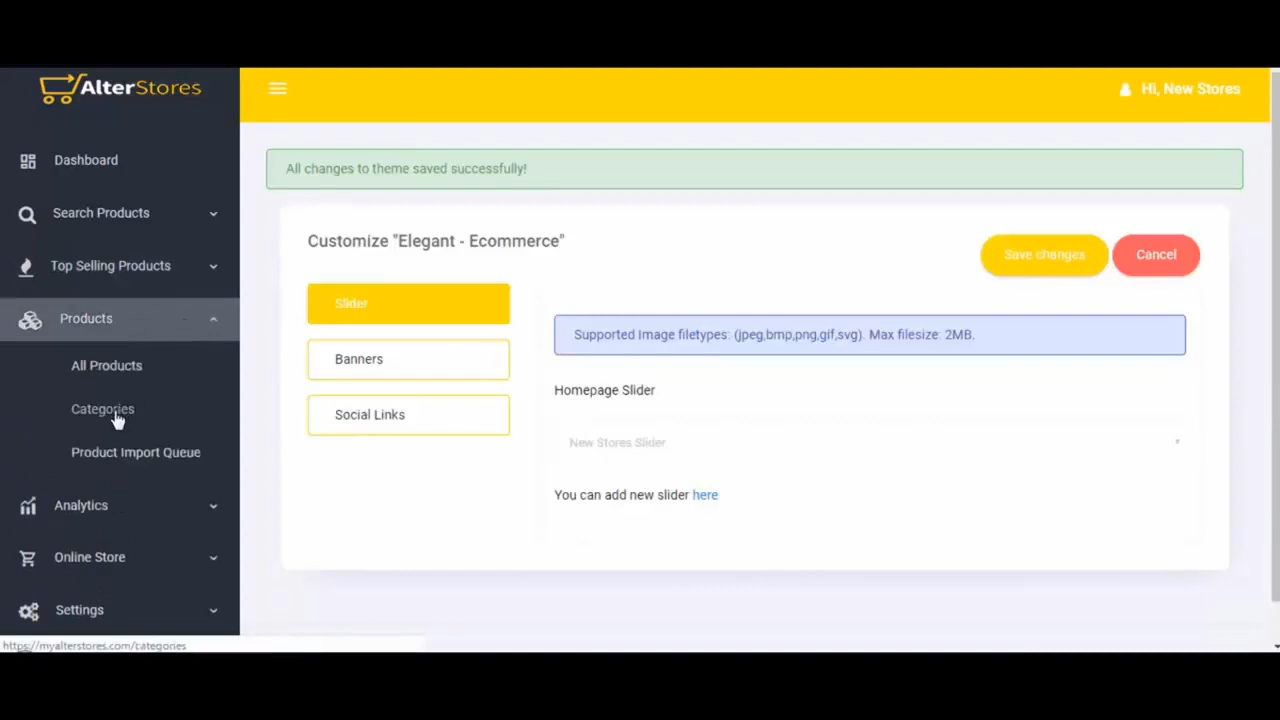 AlterStores
Hi, New Stores
Dashboard
Search Products
Top Selling Products
Products
All Products
Categories
Product Import Queue
Analytics
Online Store
Settings
All changes to theme saved successfully!
Customize "Elegant - Ecommerce"
Save changes
Cancel
Slider
Banners
Social Links
Supported Image filetypes: (jpeg,bmp,png,gif,svg). Max filesize: 2MB.
Homepage Slider
New Stores Slider
You can add new slider here
https://myalterstores.com/categories